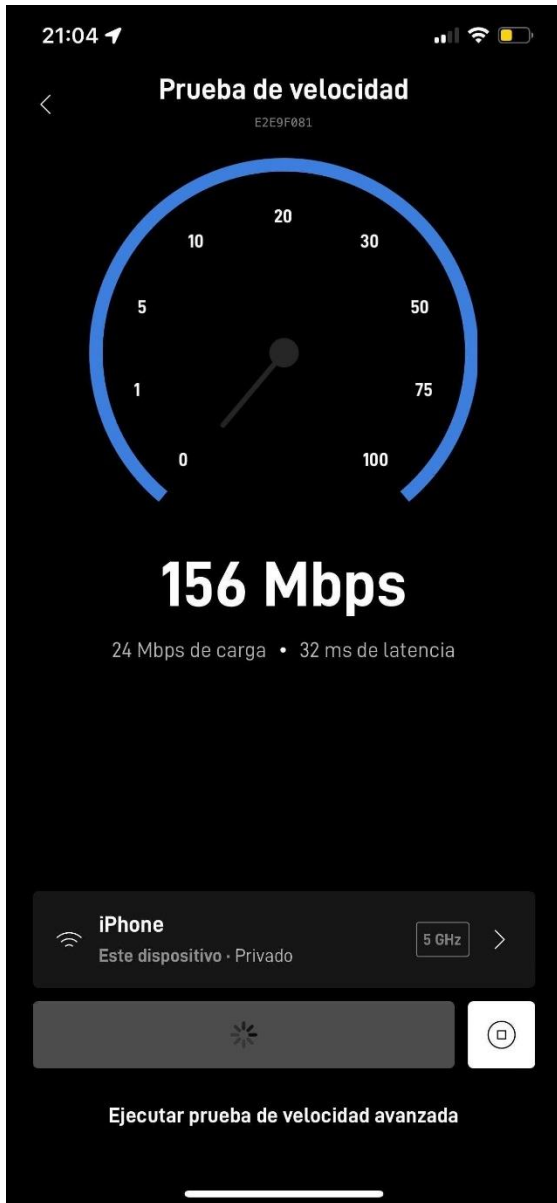 21:04
Prueba de velocidad
E2E9F081
20
10
30
5
50
1
75
0
100
156 Mbps
24 Mbps de carga • 32 ms de latencia
iPhone
Este dispositivo · Privado
5 GHz
Ejecutar prueba de velocidad avanzada